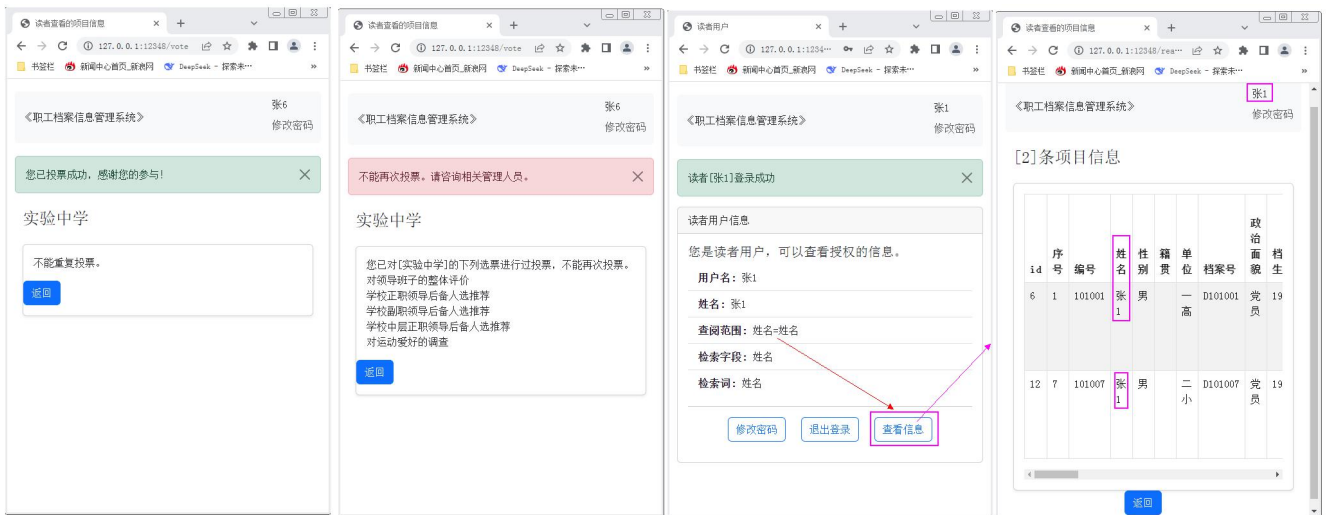 读者查看的项目信息
127.0.0.1:12348/vote
书签栏 新闻中心首页_新浪网 DeepSeek - 探索未…
《职工档案信息管理系统》
张6
修改密码
您已投票成功，感谢您的参与！
实验中学
不能重复投票。
返回
读者查看的项目信息
127.0.0.1:12348/vote
书签栏 新闻中心首页_新浪网 DeepSeek - 探索未…
《职工档案信息管理系统》
张6
修改密码
不能再次投票。请咨询相关管理人员。
实验中学
您已对[实验中学]的下列选票进行过投票，不能再次投票。
对领导班子的整体评价
学校正职领导后备人选推荐
学校副职领导后备人选推荐
学校中层正职领导后备人选推荐
对运动爱好的调查
返回
读者用户
127.0.0.1:1234…
书签栏 新闻中心首页_新浪网 DeepSeek - 探索未…
《职工档案信息管理系统》
张1
修改密码
读者[张1]登录成功
读者用户信息
您是读者用户，可以查看授权的信息。
用户名：张1
姓名：张1
查阅范围：姓名=姓名
检索字段：姓名
检索词：姓名
修改密码 退出登录 查看信息
读者查看的项目信息
127.0.0.1:12348/rea…
书签栏 新闻中心首页_新浪网 DeepSeek - 探索未…
《职工档案信息管理系统》
张1
修改密码
[2]条项目信息
id 序号 编号 姓名 性别 籍贯 单位 档案号 政治面貌 档生
6 1 101001 张1 男 一高 D101001 党员 19
12 7 101007 张1 男 二小 D101007 党员 19
返回